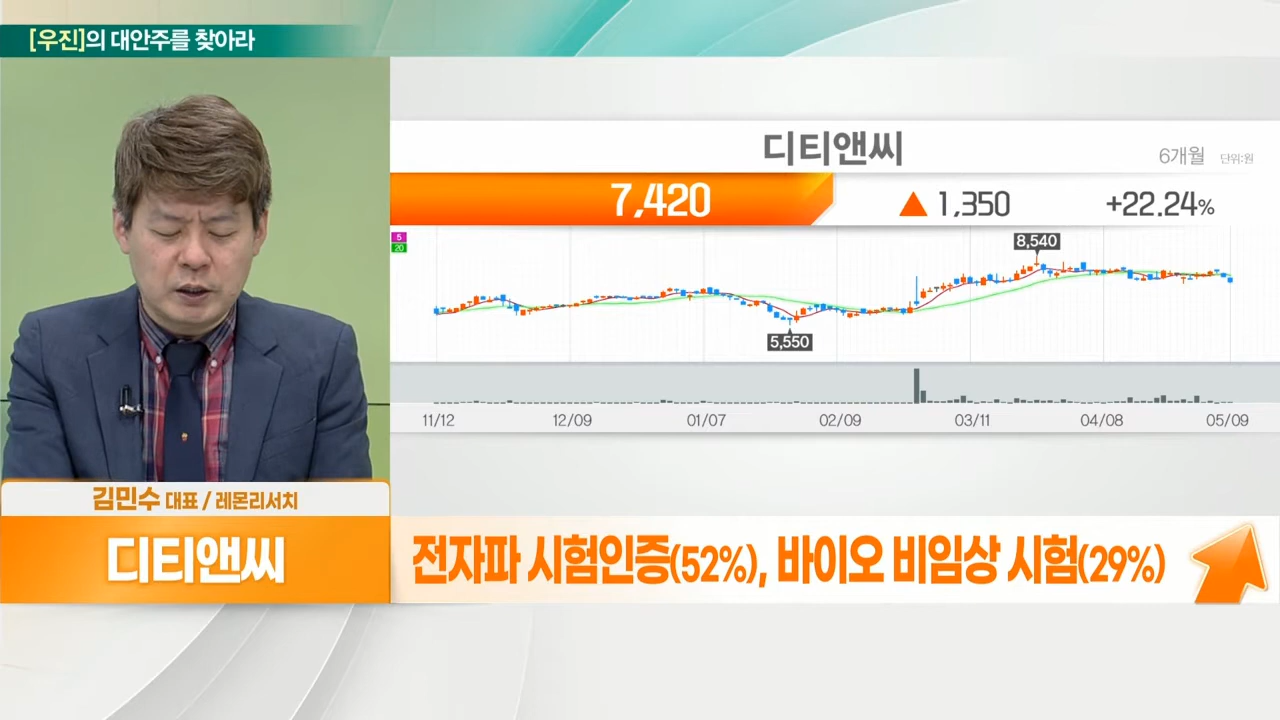 [우진]의 대안주를 찾아라
디티앤씨
6개월 단위:원
7,420 ▲ 1,350 +22.24%
5
20
8,540
5,550
11/12 12/09 01/07 02/09 03/11 04/08 05/09
김민수 대표 / 레몬리서치
디티앤씨
전자파 시험인증(52%), 바이오 비임상 시험(29%)